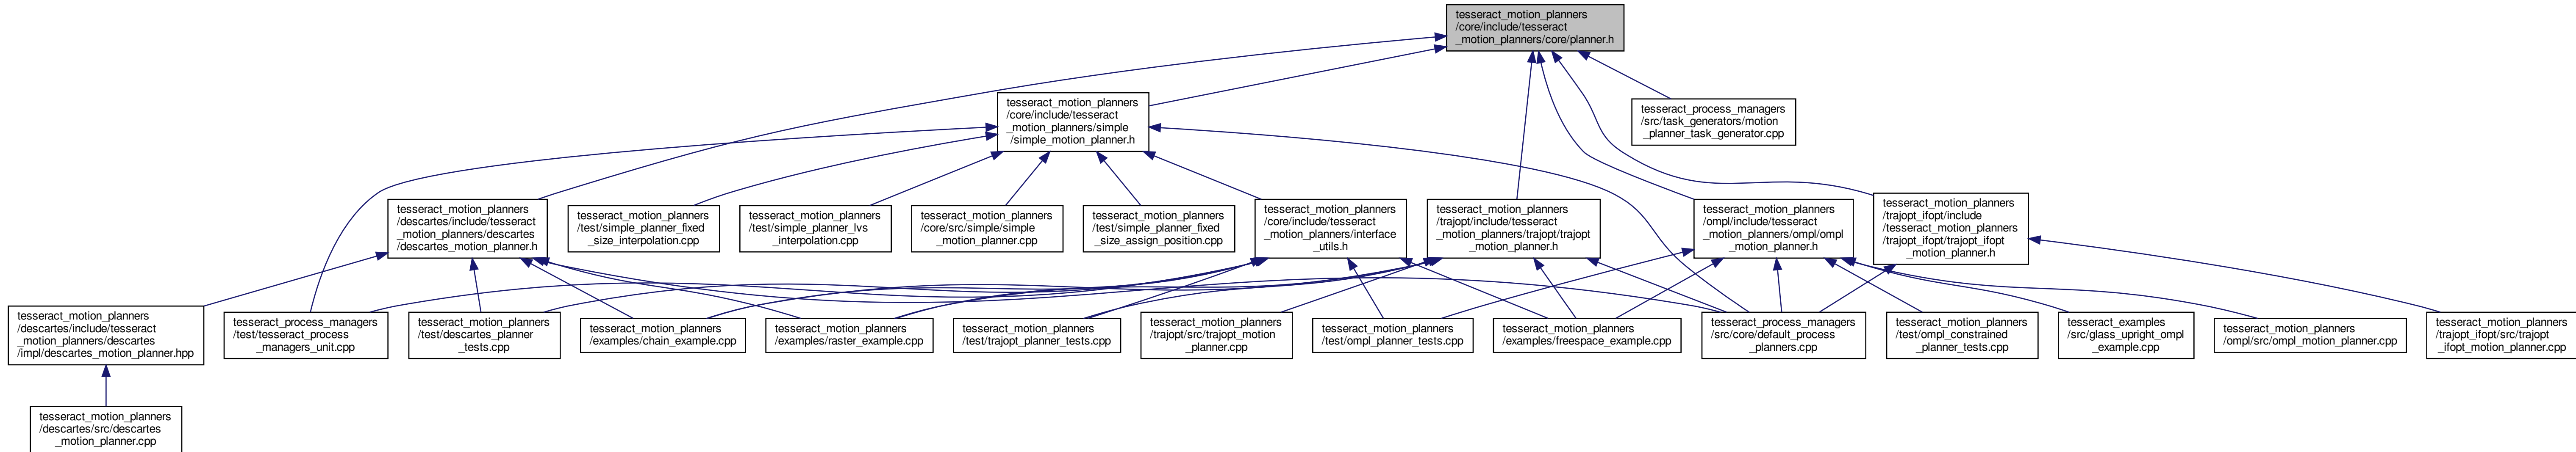 tesseract_motion_planners
/core/include/tesseract
_motion_planners/core/planner.h
tesseract_motion_planners
/core/include/tesseract
_motion_planners/simple
/simple_motion_planner.h
tesseract_process_managers
/src/task_generators/motion
_planner_task_generator.cpp
tesseract_motion_planners
/descartes/include/tesseract
_motion_planners/descartes
/descartes_motion_planner.h
tesseract_motion_planners
/test/simple_planner_fixed
_size_interpolation.cpp
tesseract_motion_planners
/test/simple_planner_lvs
_interpolation.cpp
tesseract_motion_planners
/core/src/simple/simple
_motion_planner.cpp
tesseract_motion_planners
/test/simple_planner_fixed
_size_assign_position.cpp
tesseract_motion_planners
/core/include/tesseract
_motion_planners/interface
_utils.h
tesseract_motion_planners
/trajopt/include/tesseract
_motion_planners/trajopt/trajopt
_motion_planner.h
tesseract_motion_planners
/ompl/include/tesseract
_motion_planners/ompl/ompl
_motion_planner.h
tesseract_motion_planners
/trajopt_ifopt/include
/tesseract_motion_planners
/trajopt_ifopt/trajopt_ifopt
_motion_planner.h
tesseract_motion_planners
/descartes/include/tesseract
_motion_planners/descartes
/impl/descartes_motion_planner.hpp
tesseract_process_managers
/test/tesseract_process
_managers_unit.cpp
tesseract_motion_planners
/test/descartes_planner
_tests.cpp
tesseract_motion_planners
/examples/chain_example.cpp
tesseract_motion_planners
/examples/raster_example.cpp
tesseract_motion_planners
/test/trajopt_planner_tests.cpp
tesseract_motion_planners
/trajopt/src/trajopt_motion
_planner.cpp
tesseract_motion_planners
/test/ompl_planner_tests.cpp
tesseract_motion_planners
/examples/freespace_example.cpp
tesseract_process_managers
/src/core/default_process
_planners.cpp
tesseract_motion_planners
/test/ompl_constrained
_planner_tests.cpp
tesseract_examples
/src/glass_upright_ompl
_example.cpp
tesseract_motion_planners
/ompl/src/ompl_motion_planner.cpp
tesseract_motion_planners
/trajopt_ifopt/src/trajopt
_ifopt_motion_planner.cpp
tesseract_motion_planners
/descartes/src/descartes
_motion_planner.cpp